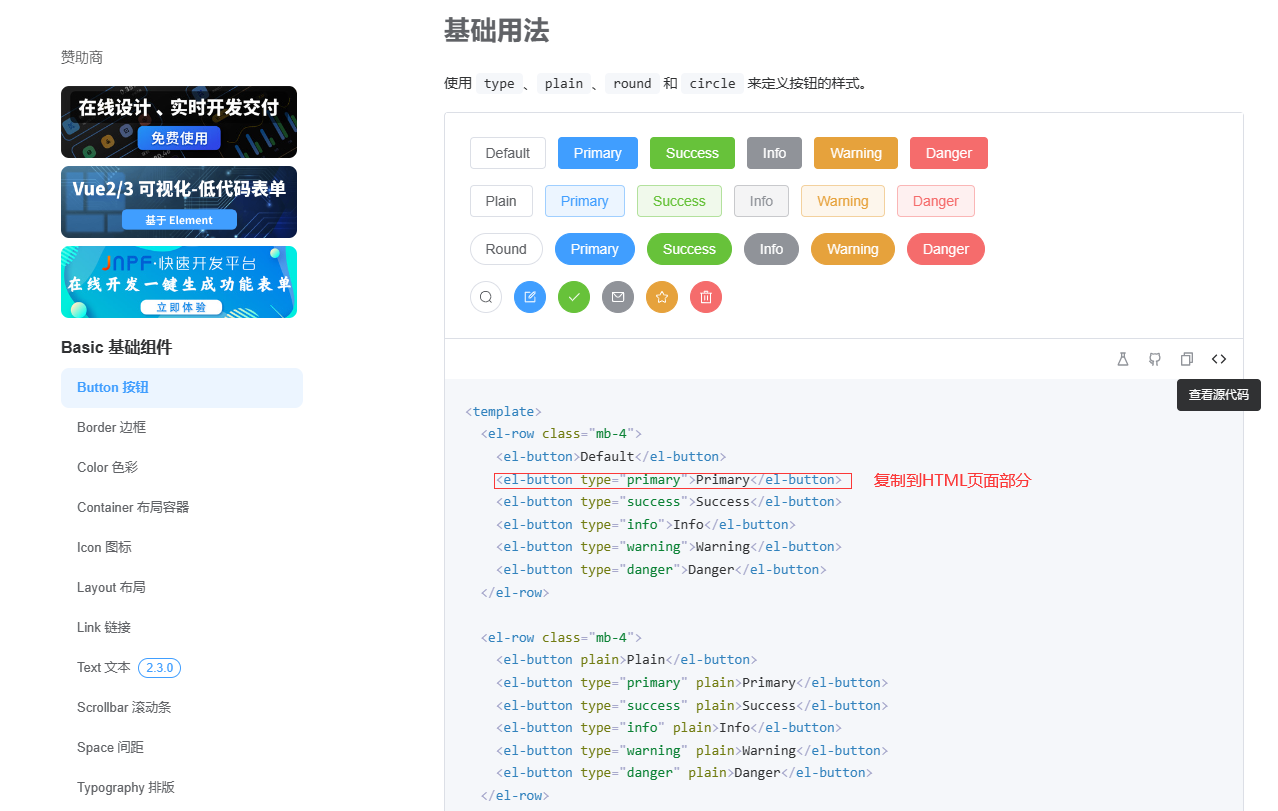 赞助商
在线设计、实时开发交付
免费使用
Vue2/3 可视化-低代码表单
基于 Element
JNPF·快速开发平台
在线开发一键生成功能表单
立即体验
Basic 基础组件
Button 按钮
Border 边框
Color 色彩
Container 布局容器
Icon 图标
Layout 布局
Link 链接
Text 文本 2.3.0
Scrollbar 滚动条
Space 间距
Typography 排版
基础用法
使用 type 、 plain 、 round 和 circle 来定义按钮的样式。
Default Primary Success Info Warning Danger
Plain Primary Success Info Warning Danger
Round Primary Success Info Warning Danger
查看源代码
<template>
  <el-row class="mb-4">
    <el-button>Default</el-button>
    <el-button type="primary">Primary</el-button> 复制到HTML页面部分
    <el-button type="success">Success</el-button>
    <el-button type="info">Info</el-button>
    <el-button type="warning">Warning</el-button>
    <el-button type="danger">Danger</el-button>
  </el-row>
  <el-row class="mb-4">
    <el-button plain>Plain</el-button>
    <el-button type="primary" plain>Primary</el-button>
    <el-button type="success" plain>Success</el-button>
    <el-button type="info" plain>Info</el-button>
    <el-button type="warning" plain>Warning</el-button>
    <el-button type="danger" plain>Danger</el-button>
  </el-row>